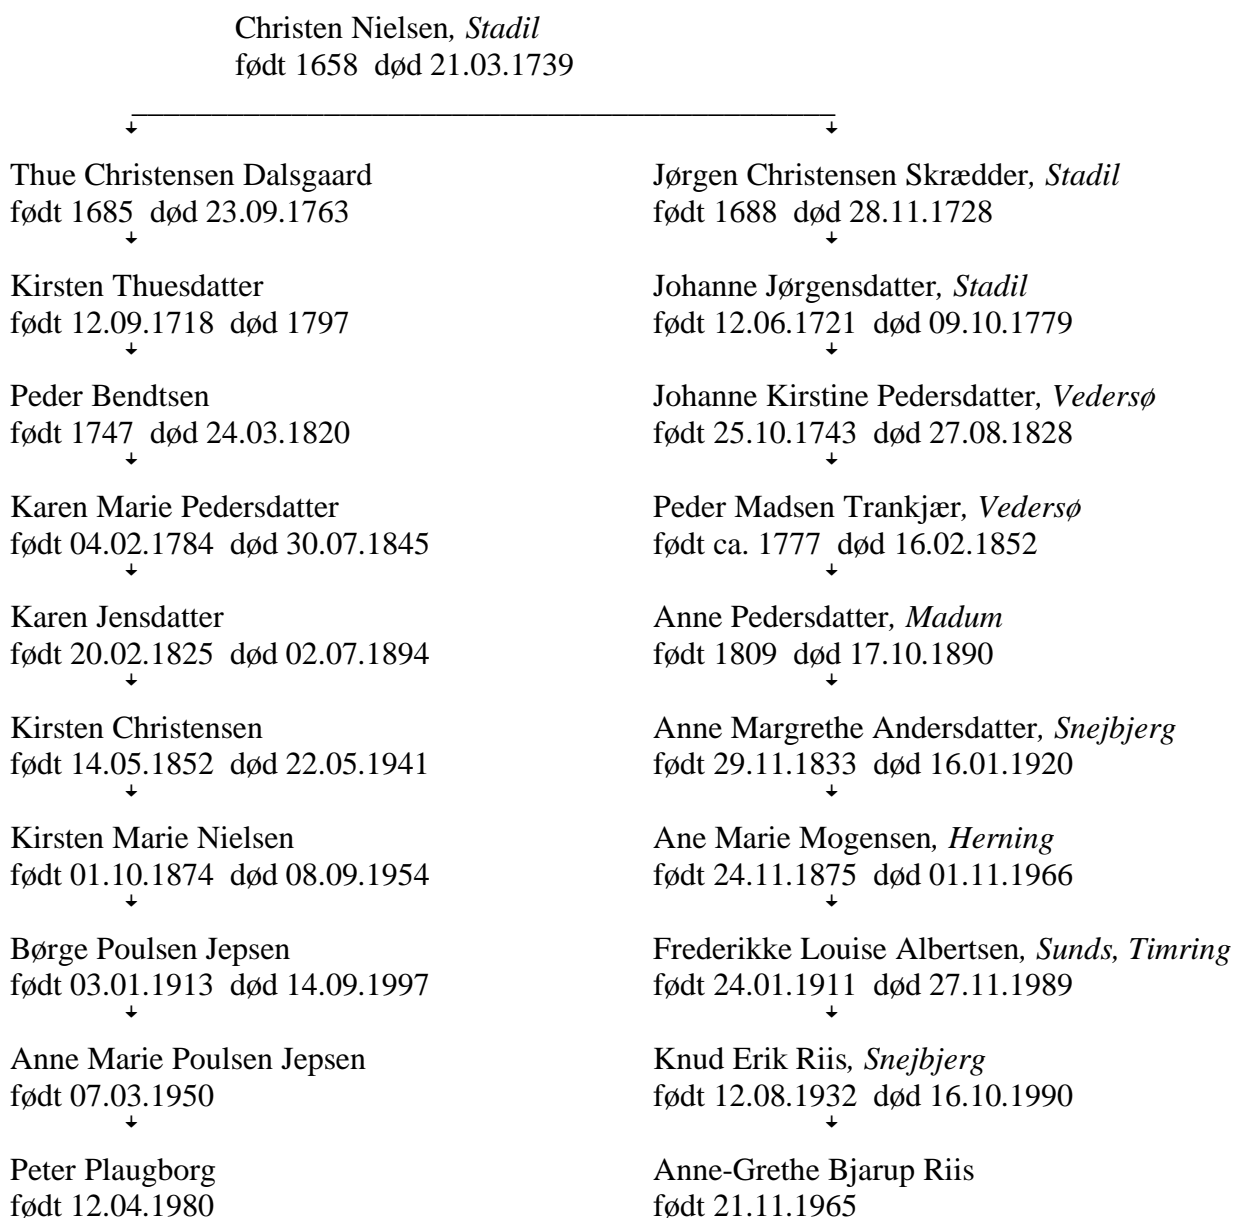 Christen Nielsen, Stadil
født 1658 død 21.03.1739
Thue Christensen Dalsgaard
født 1685 død 23.09.1763
Jørgen Christensen Skrædder, Stadil
født 1688 død 28.11.1728
Kirsten Thuesdatter
født 12.09.1718 død 1797
Johanne Jørgensdatter, Stadil
født 12.06.1721 død 09.10.1779
Peder Bendtsen
født 1747 død 24.03.1820
Johanne Kirstine Pedersdatter, Vedersø
født 25.10.1743 død 27.08.1828
Karen Marie Pedersdatter
født 04.02.1784 død 30.07.1845
Peder Madsen Trankjær, Vedersø
født ca. 1777 død 16.02.1852
Karen Jensdatter
født 20.02.1825 død 02.07.1894
Anne Pedersdatter, Madum
født 1809 død 17.10.1890
Kirsten Christensen
født 14.05.1852 død 22.05.1941
Anne Margrethe Andersdatter, Snejbjerg
født 29.11.1833 død 16.01.1920
Kirsten Marie Nielsen
født 01.10.1874 død 08.09.1954
Ane Marie Mogensen, Herning
født 24.11.1875 død 01.11.1966
Børge Poulsen Jepsen
født 03.01.1913 død 14.09.1997
Frederikke Louise Albertsen, Sunds, Timring
født 24.01.1911 død 27.11.1989
Anne Marie Poulsen Jepsen
født 07.03.1950
Knud Erik Riis, Snejbjerg
født 12.08.1932 død 16.10.1990
Peter Plaugborg
født 12.04.1980
Anne-Grethe Bjarup Riis
født 21.11.1965